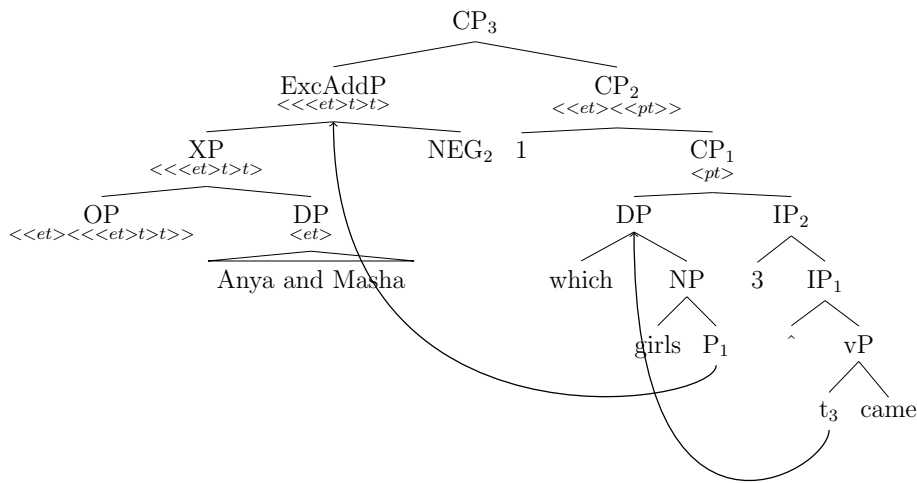 CP₃
ExcAddP CP₂
<<<et>t>t> <<et><<pt>>
XP NEG₂ 1 CP₁
<<<et>t>t> <pt>
OP DP DP IP₂
<<et><<<et>t>t>> <et>
Anya and Masha which NP 3 IP₁
girls P₁ ˆ vP
t₃ came